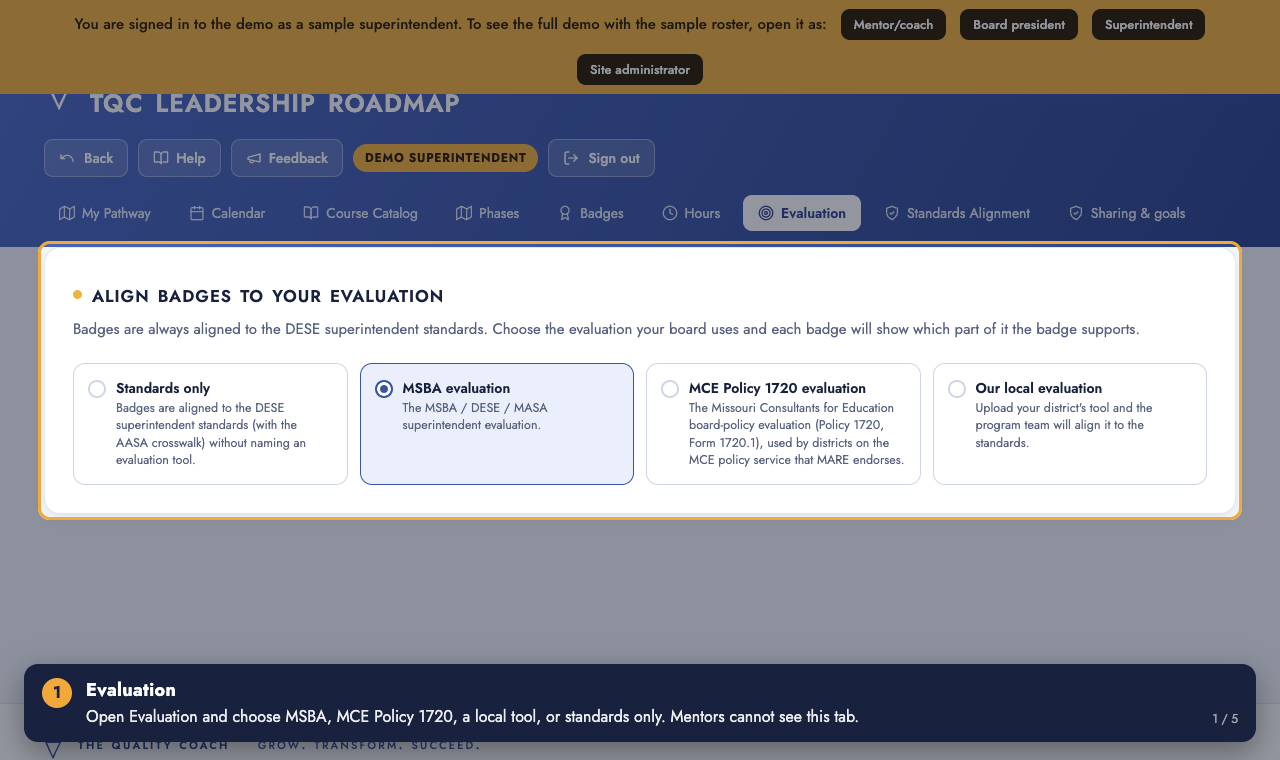 You are signed in to the demo as a sample superintendent. To see the full demo with the sample roster, open it as: Mentor/coach Board president Superintendent
Site administrator
TQC LEADERSHIP ROADMAP
Back Help Feedback DEMO SUPERINTENDENT Sign out
My Pathway Calendar Course Catalog Phases Badges Hours Evaluation Standards Alignment Sharing & goals
ALIGN BADGES TO YOUR EVALUATION
Badges are always aligned to the DESE superintendent standards. Choose the evaluation your board uses and each badge will show which part of it the badge supports.
Standards only
Badges are aligned to the DESE
superintendent standards (with the
AASA crosswalk) without naming an
evaluation tool.
MSBA evaluation
The MSBA / DESE / MASA
superintendent evaluation.
MCE Policy 1720 evaluation
The Missouri Consultants for Education
board-policy evaluation (Policy 1720,
Form 1720.1), used by districts on the
MCE policy service that MARE endorses.
Our local evaluation
Upload your district's tool and the
program team will align it to the
standards.
1 Evaluation
Open Evaluation and choose MSBA, MCE Policy 1720, a local tool, or standards only. Mentors cannot see this tab.
1 / 5
THE QUALITY COACH GROW. TRANSFORM. SUCCEED.